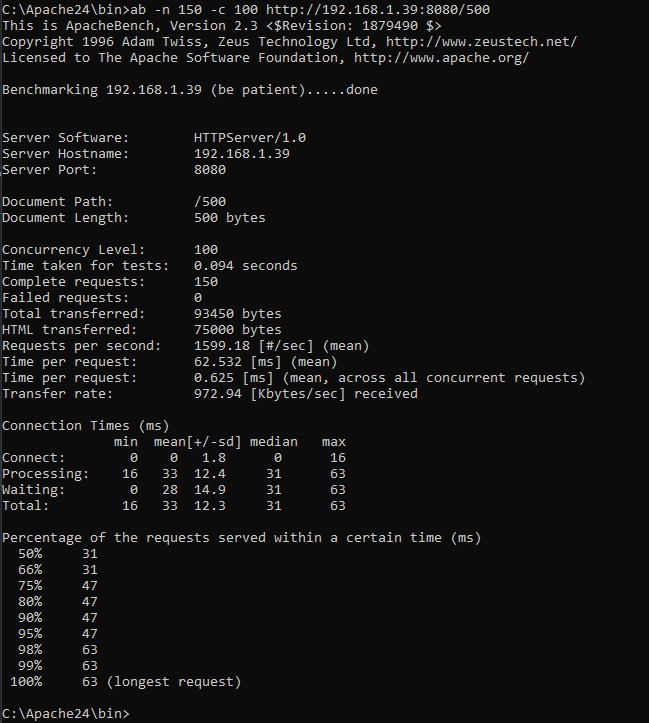 C:\Apache24\bin>ab -n 150 -c 100 http://192.168.1.39:8080/500
This is ApacheBench, Version 2.3 <$Revision: 1879490 $>
Copyright 1996 Adam Twiss, Zeus Technology Ltd, http://www.zeustech.net/
Licensed to The Apache Software Foundation, http://www.apache.org/
Benchmarking 192.168.1.39 (be patient).....done
Server Software:        HTTPServer/1.0
Server Hostname:        192.168.1.39
Server Port:            8080
Document Path:          /500
Document Length:        500 bytes
Concurrency Level:      100
Time taken for tests:   0.094 seconds
Complete requests:      150
Failed requests:        0
Total transferred:      93450 bytes
HTML transferred:       75000 bytes
Requests per second:    1599.18 [#/sec] (mean)
Time per request:       62.532 [ms] (mean)
Time per request:       0.625 [ms] (mean, across all concurrent requests)
Transfer rate:          972.94 [Kbytes/sec] received
Connection Times (ms)
              min  mean[+/-sd] median   max
Connect:        0    0   1.8      0      16
Processing:    16   33  12.4     31      63
Waiting:        0   28  14.9     31      63
Total:         16   33  12.3     31      63
Percentage of the requests served within a certain time (ms)
  50%     31
  66%     31
  75%     47
  80%     47
  90%     47
  95%     47
  98%     63
  99%     63
 100%     63 (longest request)
C:\Apache24\bin>